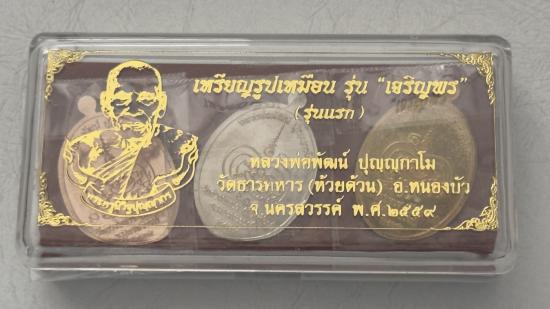 เหรียญรูปเหมือน รุ่น "เจริญพร"
(รุ่นแรก)
หลวงพ่อพัฒน์ ปุญญกาโม
วัดธารทหาร (ห้วยด้วน) อ.หนองบัว
จ.นครสวรรค์ พ.ศ.๒๕๕๙